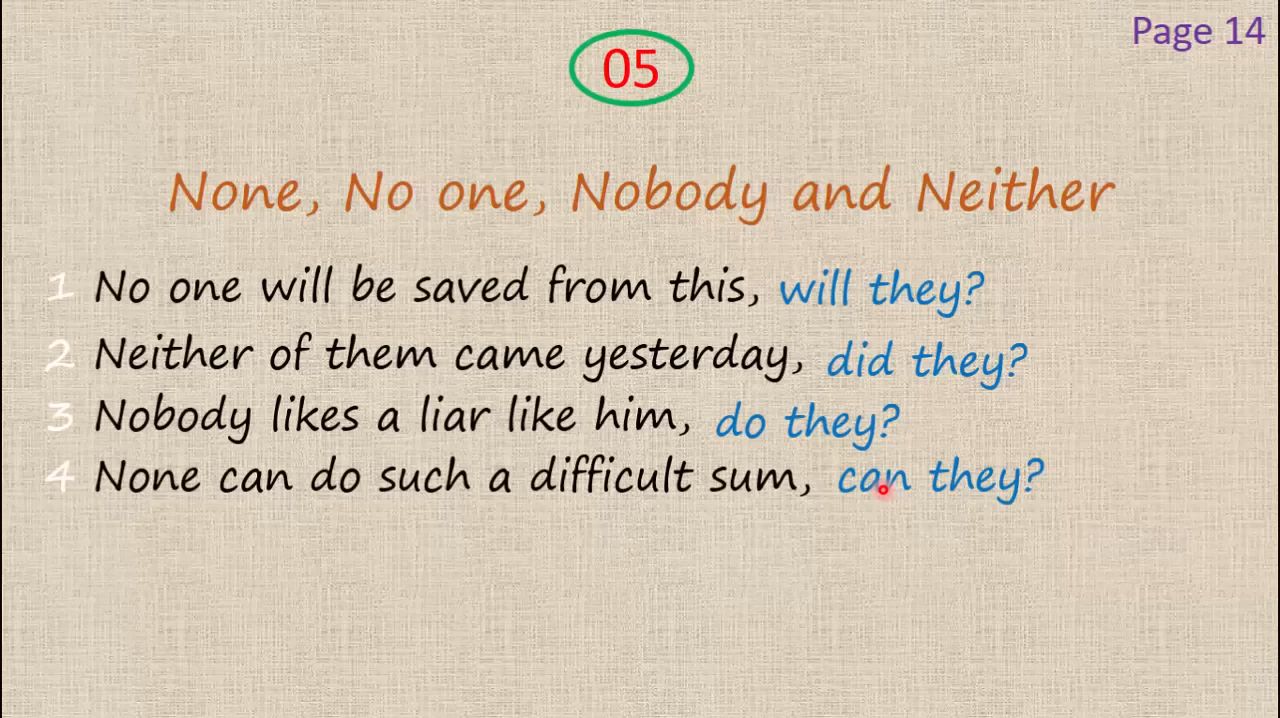 Page 14
05
None, No one, Nobody and Neither
1 No one will be saved from this, will they?
2 Neither of them came yesterday, did they?
3 Nobody likes a liar like him, do they?
4 None can do such a difficult sum, can they?